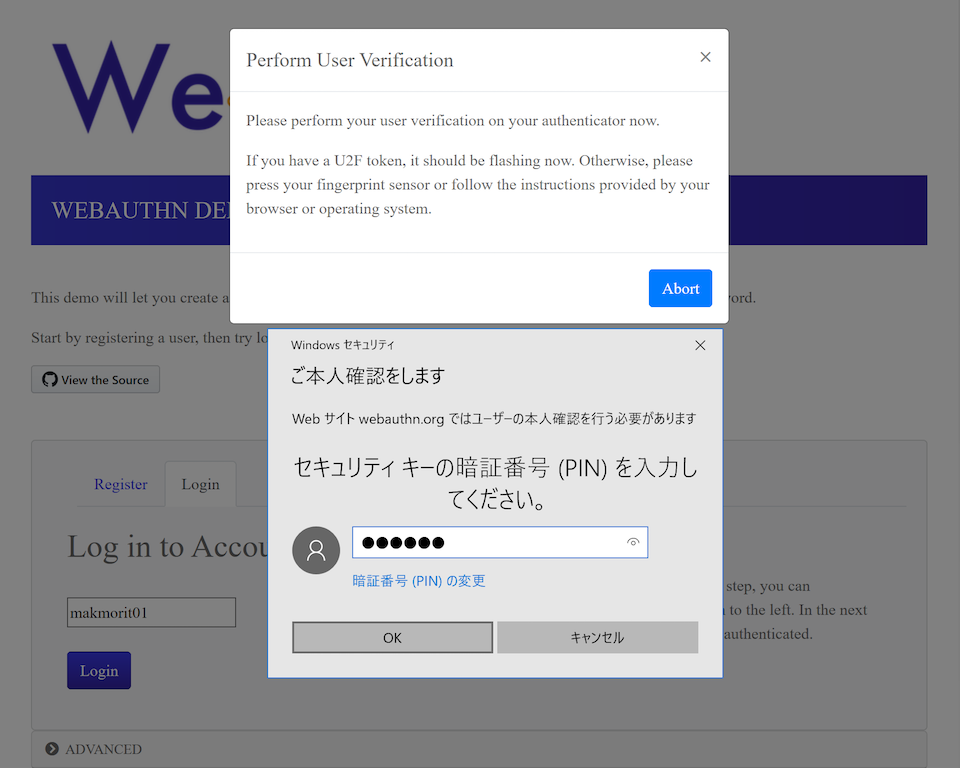 We
Perform User Verification
Please perform your user verification on your authenticator now.
If you have a U2F token, it should be flashing now. Otherwise, please
press your fingerprint sensor or follow the instructions provided by your
browser or operating system.
WEBAUTHN
Abort
This demo will let you create a
Start by registering a user, then try
View the Source
Windows セキュリティ
ご本人確認をします
Web サイト webauthn.org ではユーザーの本人確認を行う必要があります
セキュリティ キーの暗証番号 (PIN) を入力し
てください。
●●●●●●
暗証番号 (PIN) の変更
OK
キャンセル
Register
Login
Log in to
makmorit01
Login
step, you can
to the left. In the next
authenticated.
ADVANCED